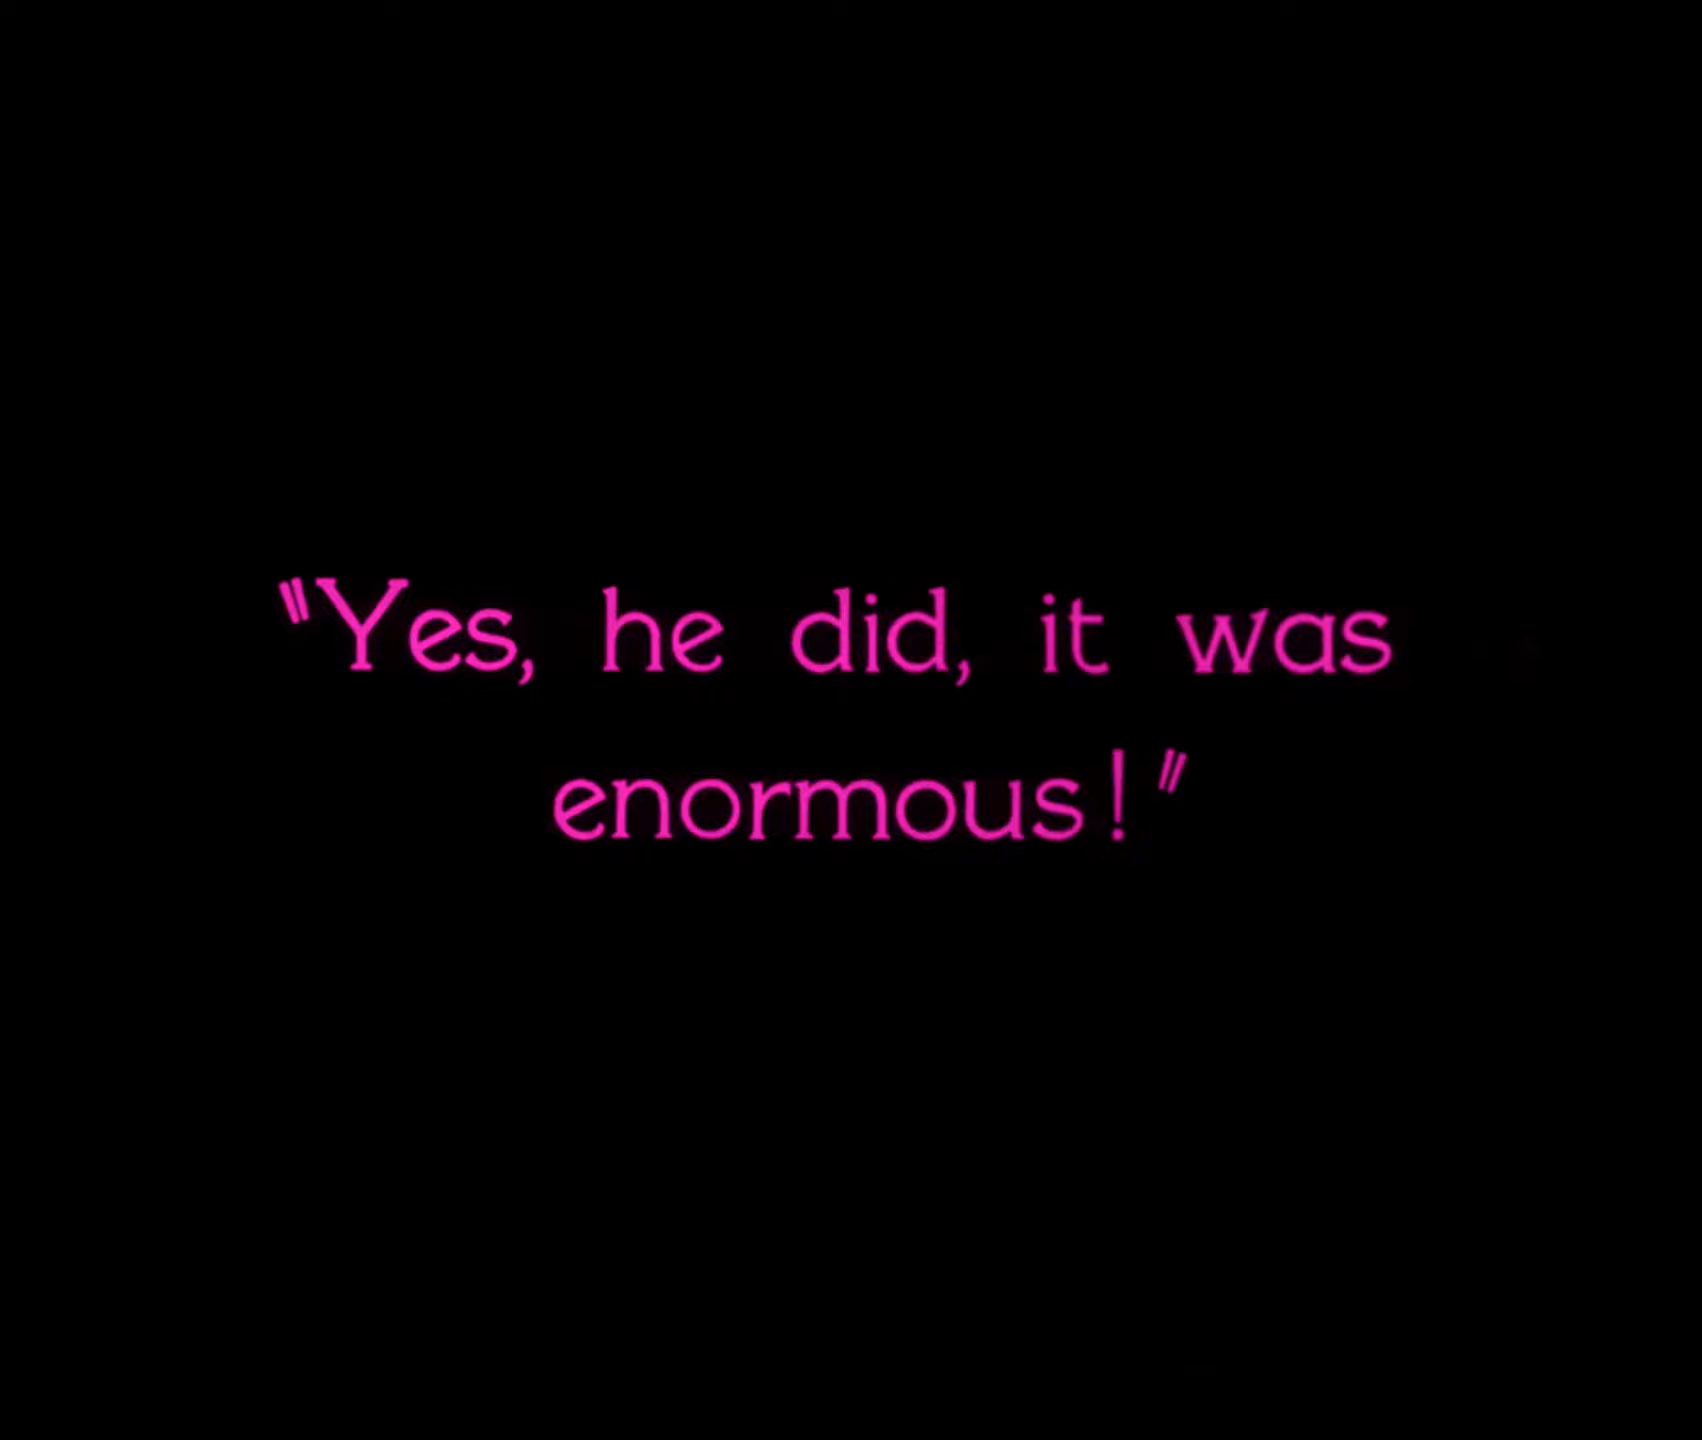 "Yes, he did, it was
enormous!"